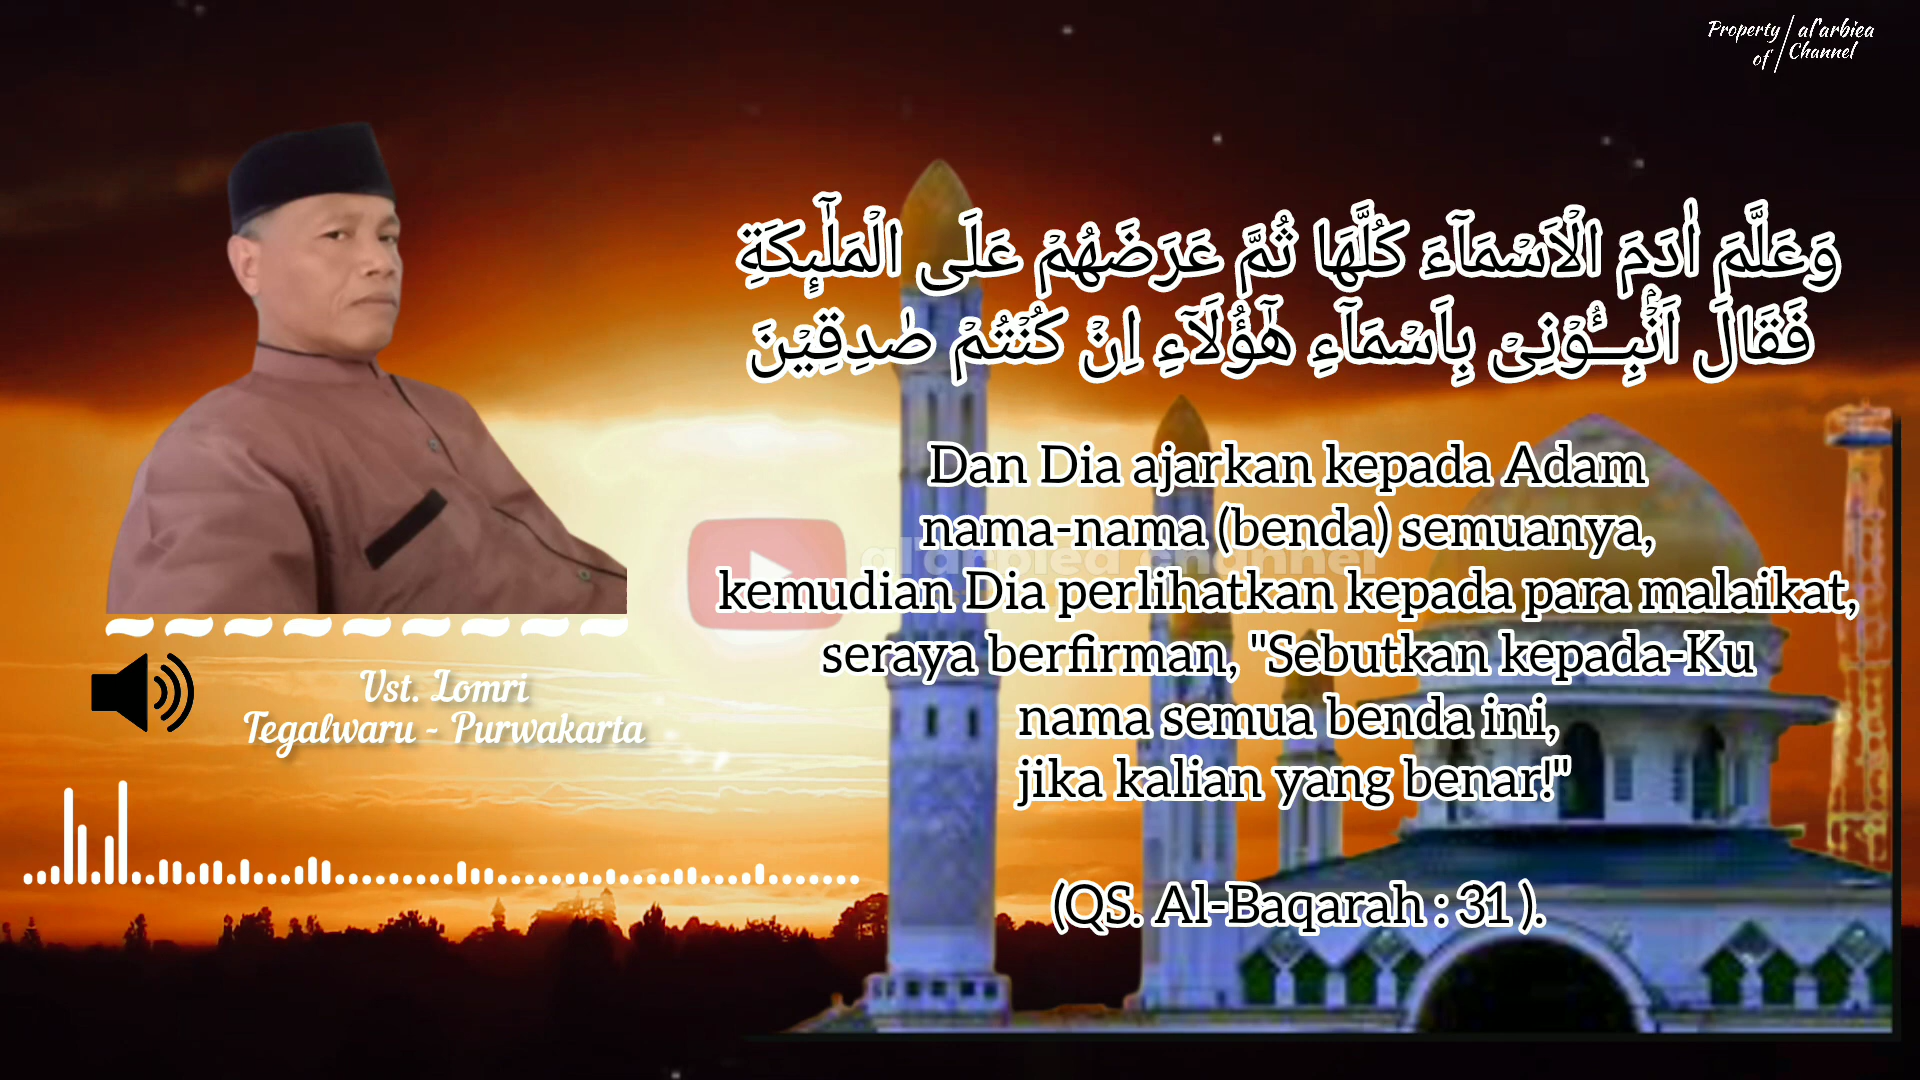 Property of
al'arbiea Channel
وَعَلَّمَ اٰدَمَ الْاَسْمَاۤءَ كُلَّهَا ثُمَّ عَرَضَهُمْ عَلَى الْمَلٰۤىِٕكَةِ
فَقَالَ اَنْۢبِـُٔوْنِيْ بِاَسْمَاۤءِ هٰٓؤُلَاۤءِ اِنْ كُنْتُمْ صٰدِقِيْنَ
Dan Dia ajarkan kepada Adam
nama-nama (benda) semuanya,
kemudian Dia perlihatkan kepada para malaikat,
seraya berfirman, "Sebutkan kepada-Ku
nama semua benda ini,
jika kalian yang benar!"
(QS. Al-Baqarah : 31 ).
Ust. Lomri
Tegalwaru - Purwakarta